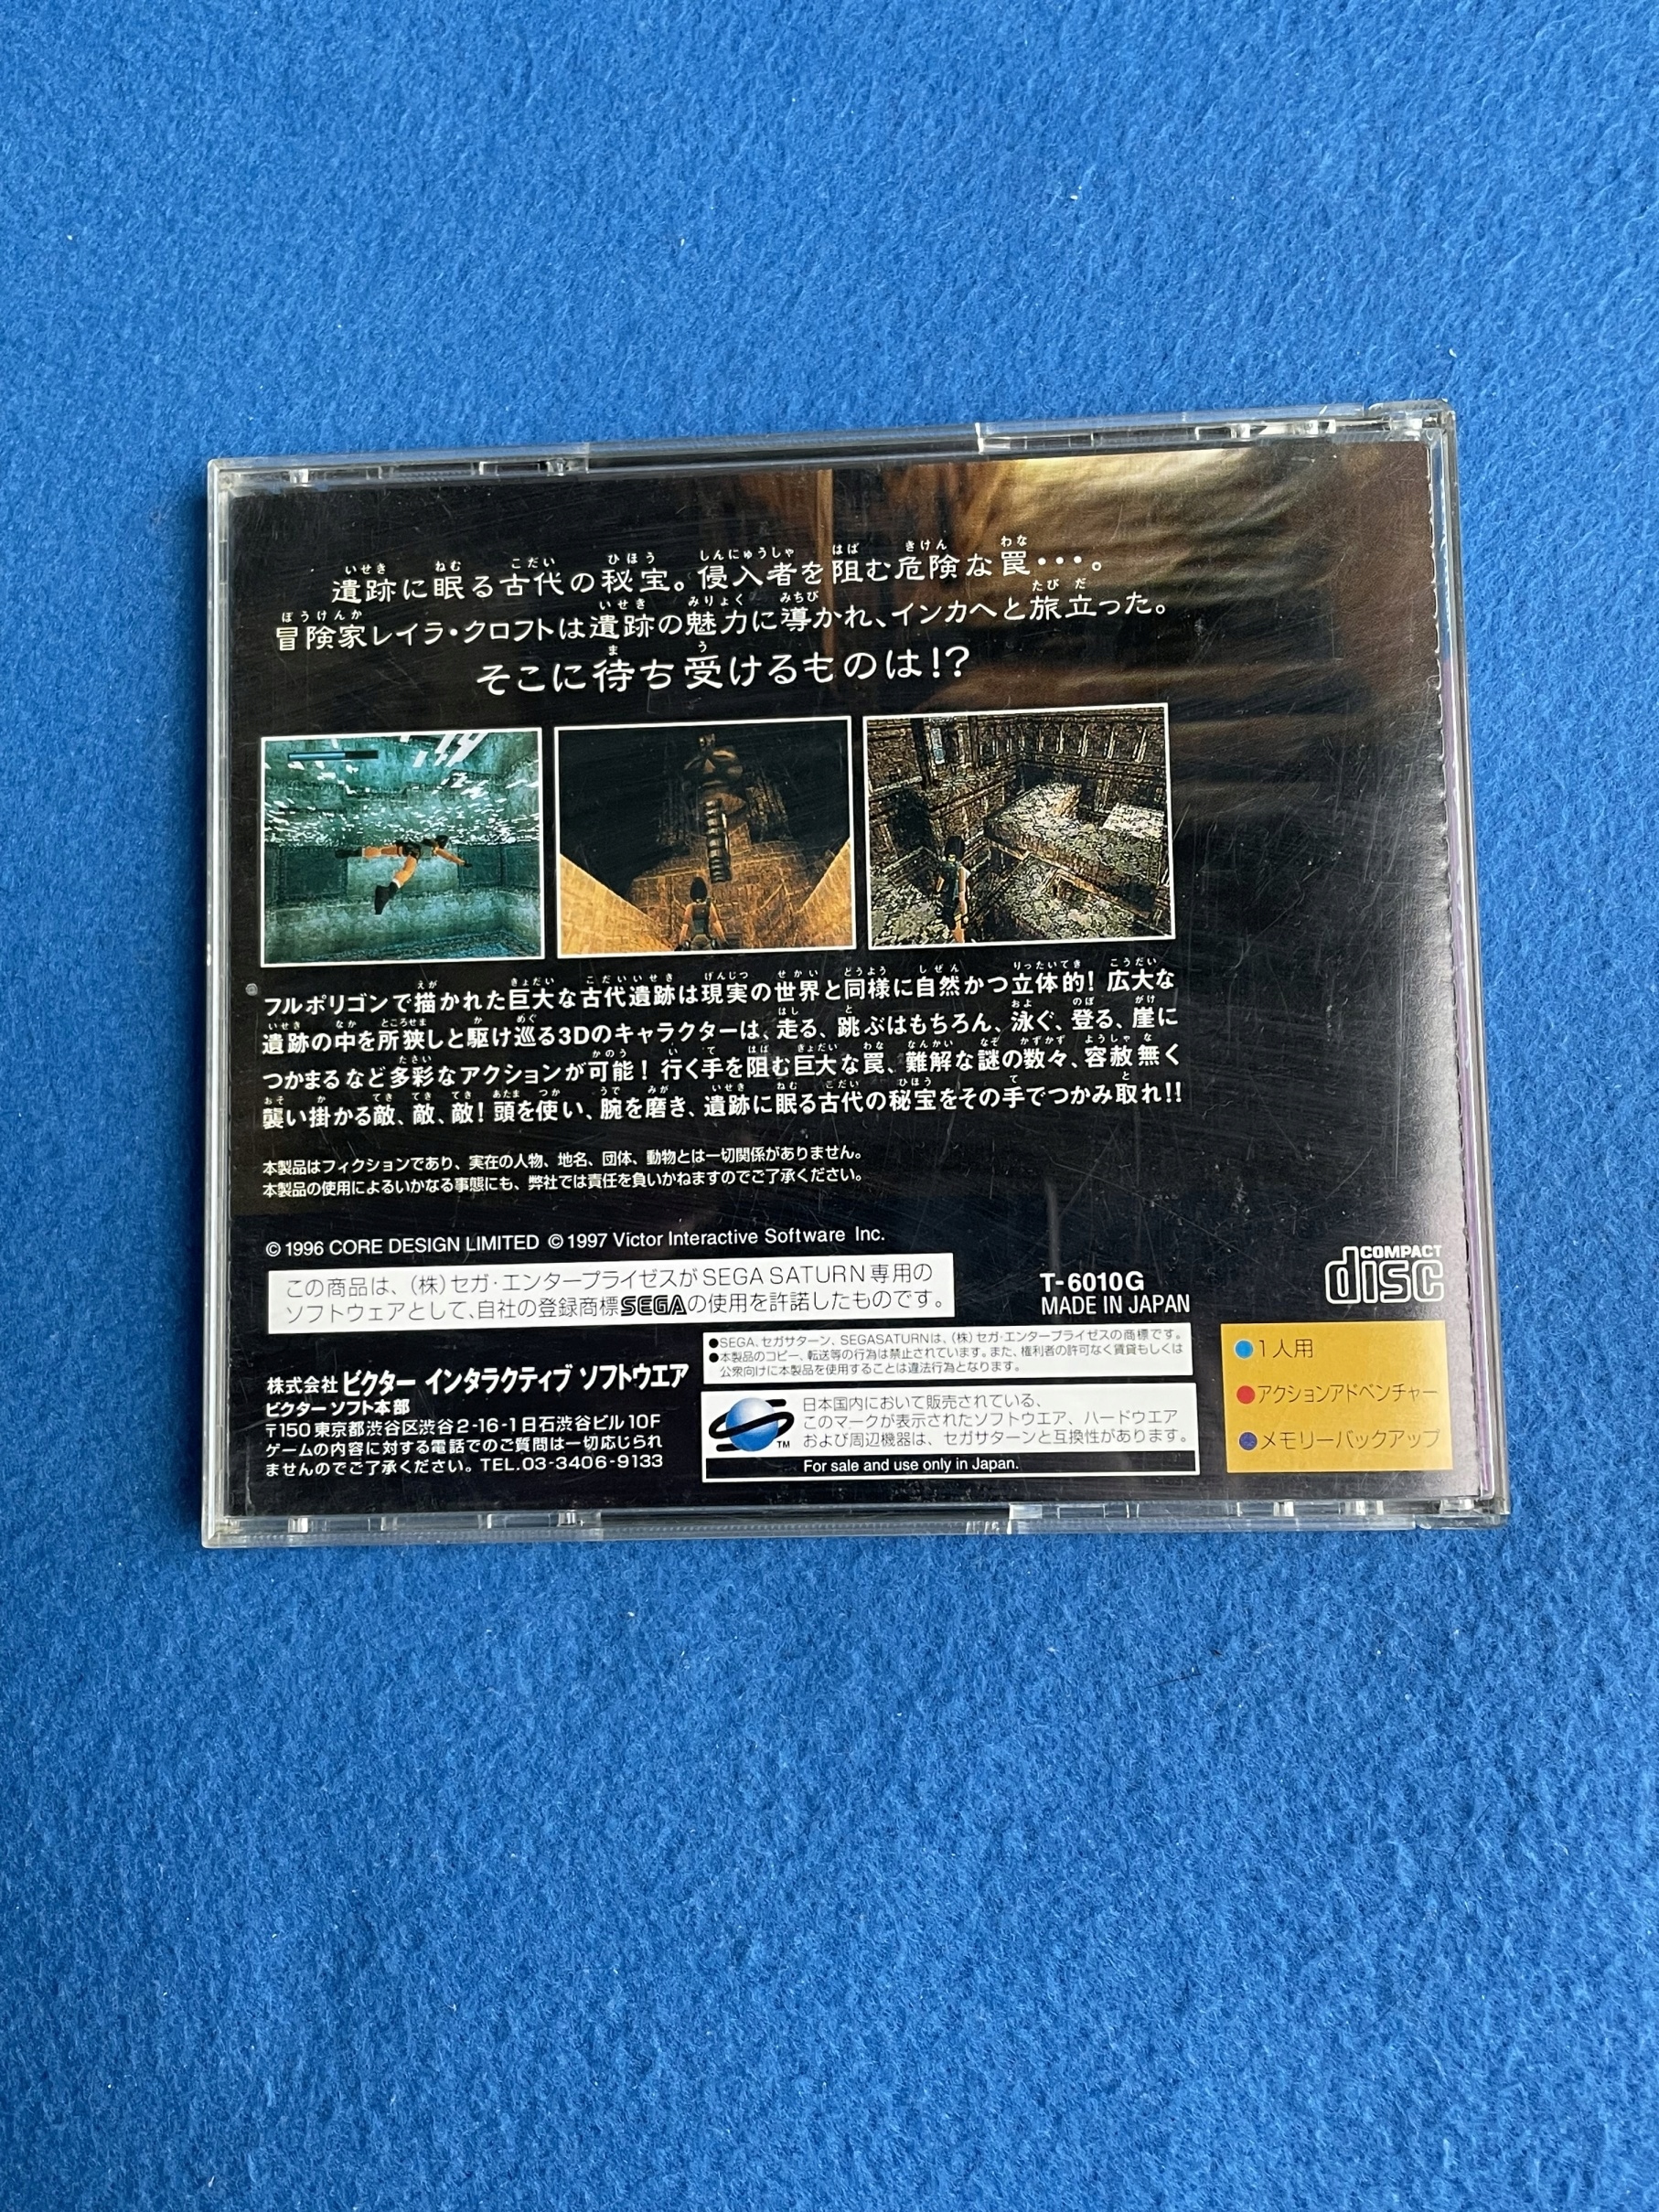 遺跡に眠る古代の秘宝。侵入者を阻む危険な罠・・・。
冒険家レイラ・クロフトは遺跡の魅力に導かれ、インカへと旅立った。
そこに待ち受けるものは!?
フルポリゴンで描かれた巨大な古代遺跡は現実の世界と同様に自然かつ立体的! 広大な
遺跡の中を所狭しと駆け巡る3Dのキャラクターは、走る、跳ぶはもちろん、泳ぐ、登る、崖に
つかまるなど多彩なアクションが可能! 行く手を阻む巨大な罠、難解な謎の数々、容赦無く
襲い掛かる敵、敵、敵! 頭を使い、腕を磨き、遺跡に眠る古代の秘宝をその手でつかみ取れ!!
本製品はフィクションであり、実在の人物、地名、団体、動物とは一切関係がありません。
本製品の使用によるいかなる事態にも、弊社では責任を負いかねますのでご了承ください。
©1996 CORE DESIGN LIMITED ©1997 Victor Interactive Software Inc.
この商品は、(株)セガ・エンタープライゼスがSEGA SATURN専用の
ソフトウェアとして、自社の登録商標SEGAの使用を許諾したものです。
T-6010G
MADE IN JAPAN
COMPACT
disc
株式会社ビクター インタラクティブ ソフトウエア
ビクターソフト本部
〒150 東京都渋谷区渋谷2-16-1日石渋谷ビル10F
ゲームの内容に対する電話でのご質問は一切応じられ
ませんのでご了承ください。TEL.03-3406-9133
●SEGA、セガサターン、SEGASATURNは、(株)セガ・エンタープライゼスの商標です。
●本製品のコピー、転送等の行為は禁止されています。また、権利者の許可なく賃貸もしくは
公衆向けに本製品を使用することは違法行為となります。
TM
日本国内において販売されている、
このマークが表示されたソフトウエア、ハードウエア
および周辺機器は、セガサターンと互換性があります。
For sale and use only in Japan.
●1人用
●アクションアドベンチャー
●メモリーバックアップ